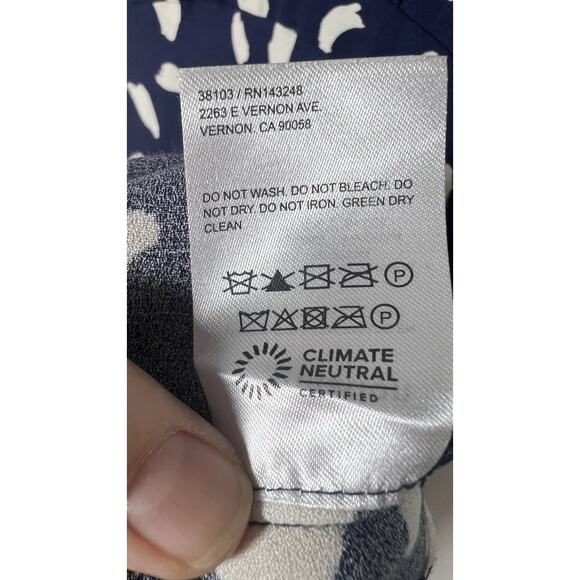 38103 / RN143248
2263 E VERNON AVE.
VERNON. CA 90058
DO NOT WASH. DO NOT BLEACH. DO
NOT DRY. DO NOT IRON. GREEN DRY
CLEAN
P
P
CLIMATE
NEUTRAL
CERTIFIED